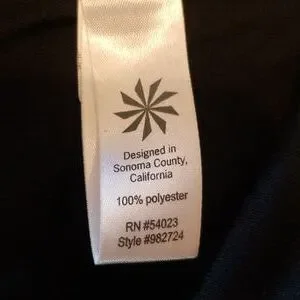 Designed in
Sonoma County,
California
100% polyester
RN #54023
Style #982724